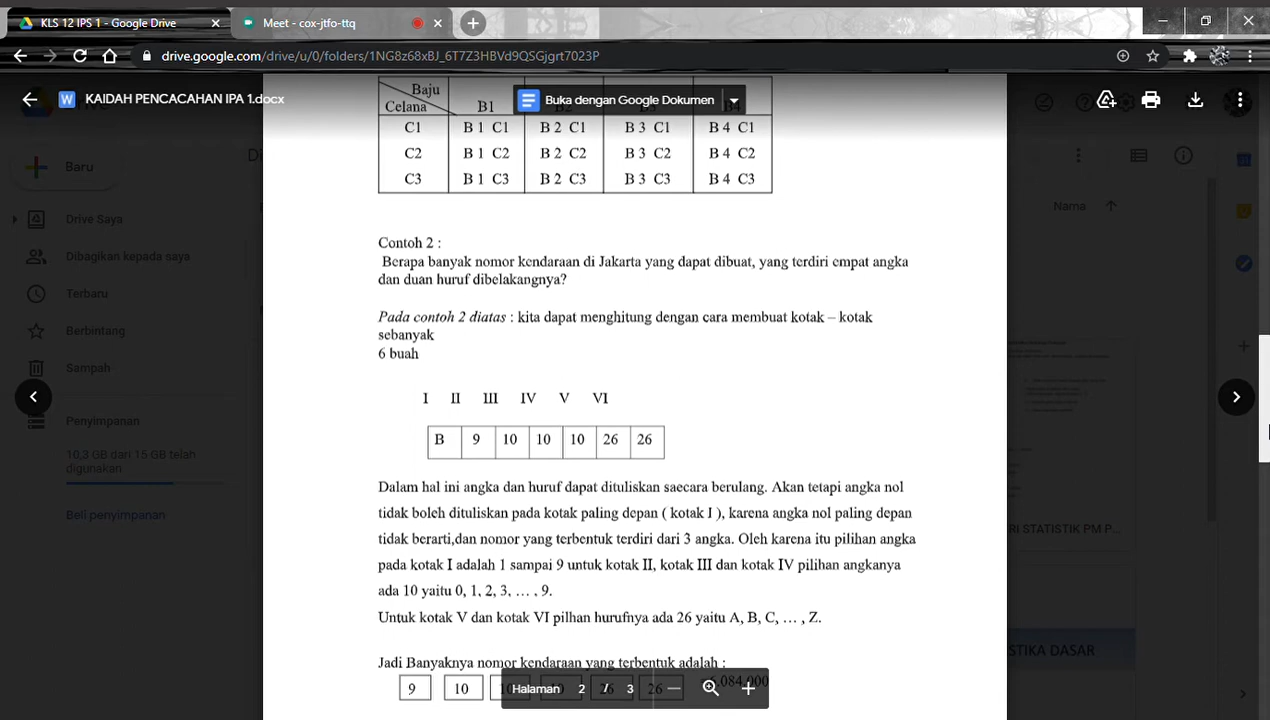 KLS 12 IPS 1 - Google Drive
Meet - cox-jtfo-ttq
drive.google.com/drive/u/0/folders/1NG8z68xBJ_6T7Z3HBVd9QSGjgrt7023P
KAIDAH PENCACAHAN IPA 1.docx
Buka dengan Google Dokumen
Baju
Celana B1
C1 B 1 C1 B 2 C1 B 3 C1 B 4 C1
C2 B 1 C2 B 2 C2 B 3 C2 B 4 C2
C3 B 1 C3 B 2 C3 B 3 C3 B 4 C3
Baru
Drive Saya
Dibagikan kepada saya
Terbaru
Berbintang
Sampah
Penyimpanan
10,3 GB dari 15 GB telah
digunakan
Beli penyimpanan
Nama
Contoh 2 :
Berapa banyak nomor kendaraan di Jakarta yang dapat dibuat, yang terdiri empat angka
dan duan huruf dibelakangnya?
Pada contoh 2 diatas : kita dapat menghitung dengan cara membuat kotak – kotak
sebanyak
6 buah
I II III IV V VI
B 9 10 10 10 26 26
Dalam hal ini angka dan huruf dapat dituliskan saecara berulang. Akan tetapi angka nol
tidak boleh dituliskan pada kotak paling depan ( kotak I ), karena angka nol paling depan
tidak berarti,dan nomor yang terbentuk terdiri dari 3 angka. Oleh karena itu pilihan angka
pada kotak I adalah 1 sampai 9 untuk kotak II, kotak III dan kotak IV pilihan angkanya
ada 10 yaitu 0, 1, 2, 3, … , 9.
Untuk kotak V dan kotak VI pilhan hurufnya ada 26 yaitu A, B, C, … , Z.
Jadi Banyaknya nomor kendaraan yang terbentuk adalah :
9 10 10 10 26 26 6.084.000
Halaman 2 / 3
RI STATISTIK PM P...
STIKA DASAR